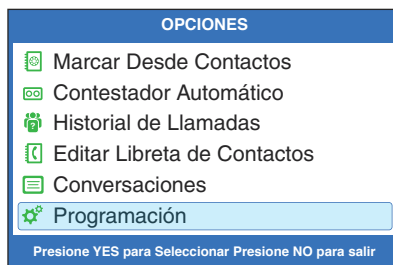 OPCIONES
Marcar Desde Contactos
Contestador Automático
Historial de Llamadas
Editar Libreta de Contactos
Conversaciones
Programación
Presione YES para Seleccionar Presione NO para salir